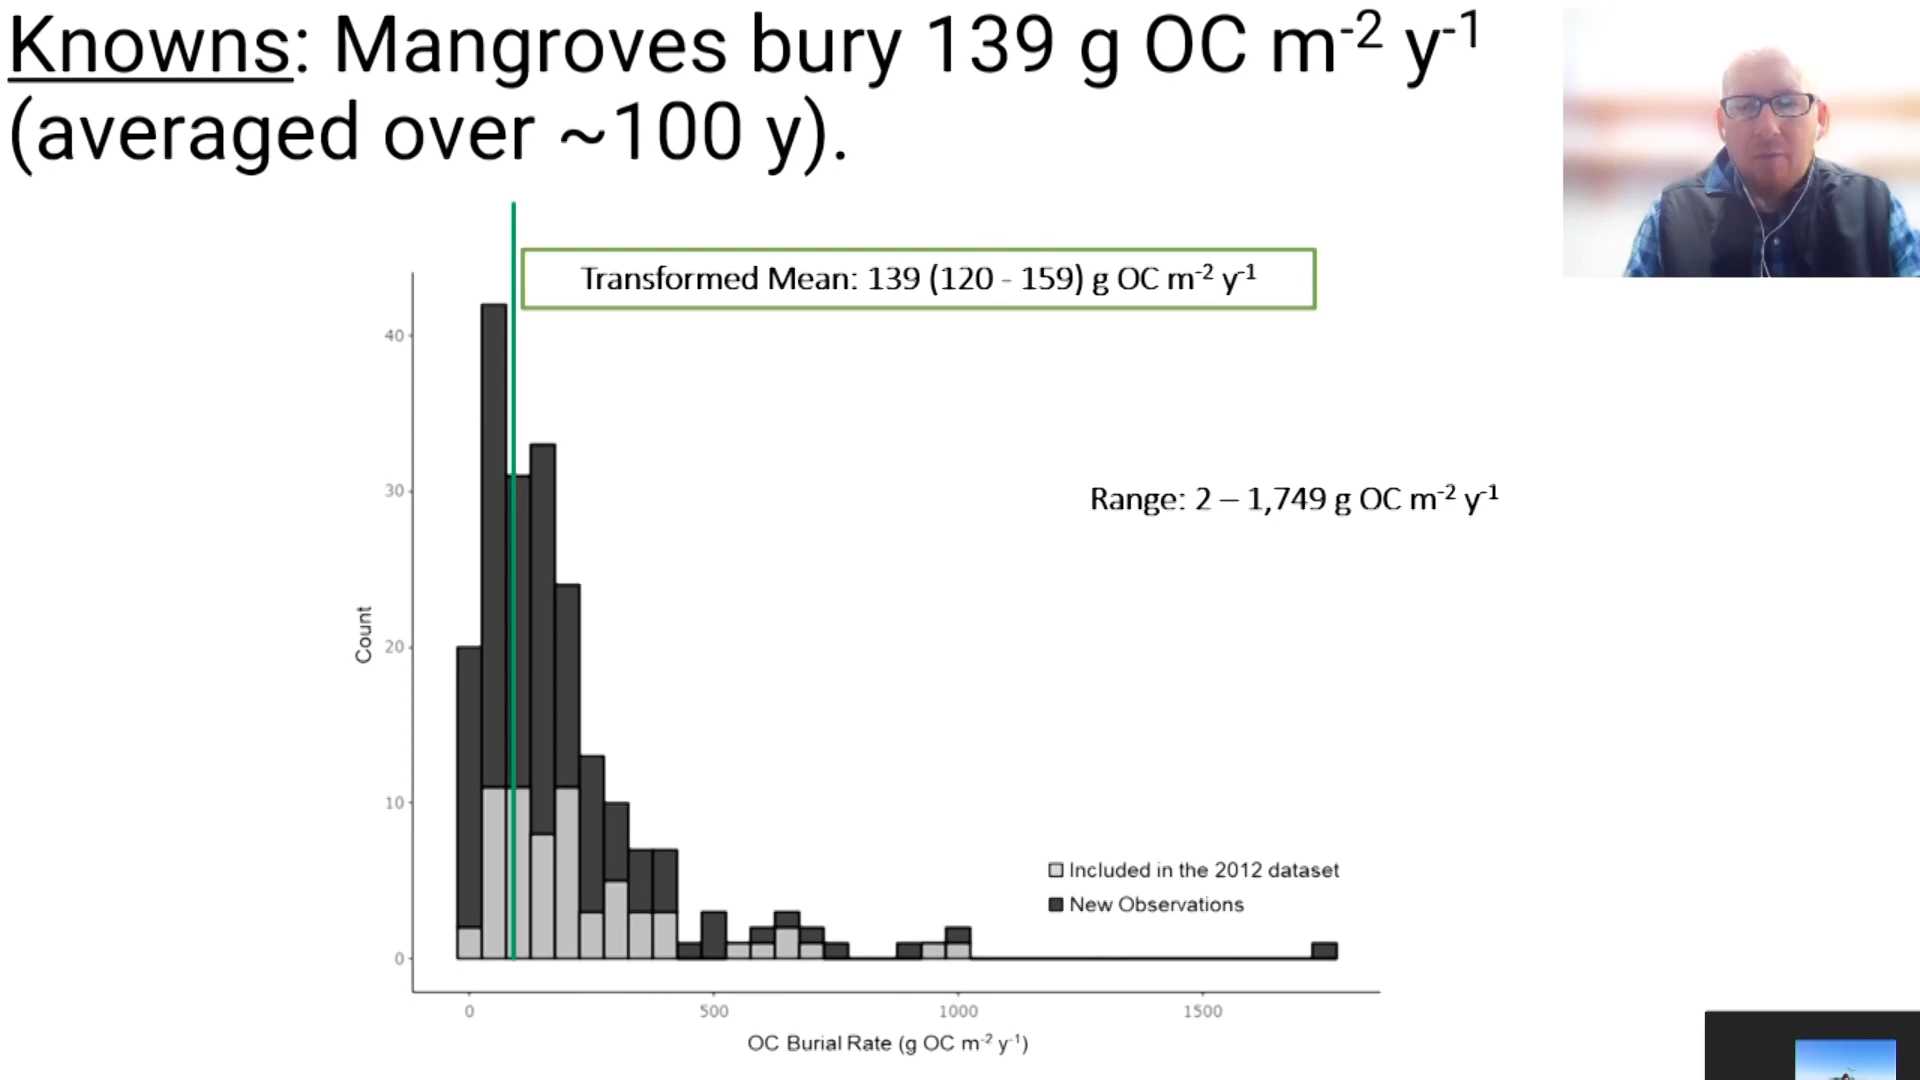 Knowns: Mangroves bury 139 g OC m-2 y-1
(averaged over ~100 y).
Transformed Mean: 139 (120 - 159) g OC m-2 y-1
Range: 2 – 1,749 g OC m-2 y-1
40
30
20
10
0
Count
Included in the 2012 dataset
New Observations
0 500 1000 1500
OC Burial Rate (g OC m-2 y-1)